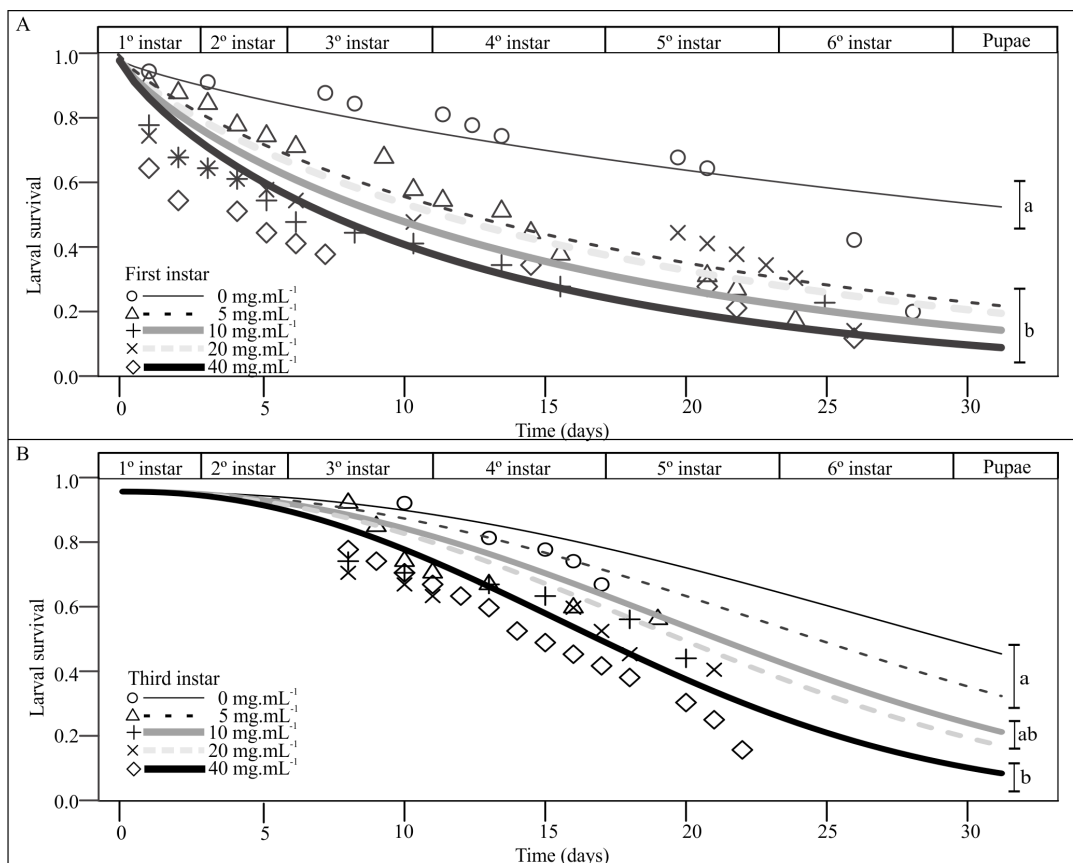 A
1º instar 2º instar 3º instar 4º instar 5º instar 6º instar Pupae
1.0
0.8
0.6
0.4
0.2
0.0
Larval survival
a
b
First instar
0 mg.mL⁻¹
5 mg.mL⁻¹
10 mg.mL⁻¹
20 mg.mL⁻¹
40 mg.mL⁻¹
0 5 10 15 20 25 30
Time (days)
B
1º instar 2º instar 3º instar 4º instar 5º instar 6º instar Pupae
1.0
0.8
0.6
0.4
0.2
0.0
Larval survival
a
ab
b
Third instar
0 mg.mL⁻¹
5 mg.mL⁻¹
10 mg.mL⁻¹
20 mg.mL⁻¹
40 mg.mL⁻¹
0 5 10 15 20 25 30
Time (days)